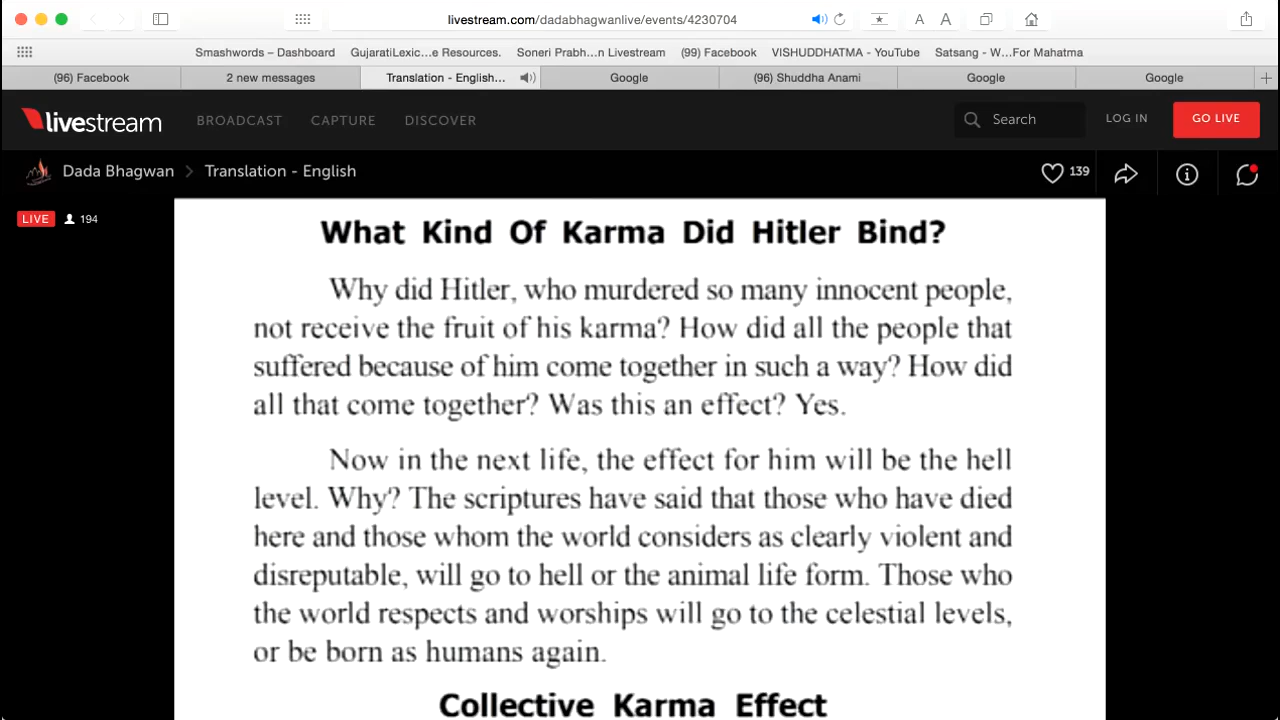 livestream.com/dadabhagwanlive/events/4230704
A A
Smashwords – Dashboard GujaratiLexic...e Resources. Soneri Prabh...n Livestream (99) Facebook VISHUDDHATMA - YouTube Satsang - W...For Mahatma
(96) Facebook 2 new messages Translation - English... Google (96) Shuddha Anami Google Google
livestream BROADCAST CAPTURE DISCOVER Search LOG IN GO LIVE
Dada Bhagwan Translation - English 139
LIVE 194
What Kind Of Karma Did Hitler Bind?
Why did Hitler, who murdered so many innocent people,
not receive the fruit of his karma? How did all the people that
suffered because of him come together in such a way? How did
all that come together? Was this an effect? Yes.
Now in the next life, the effect for him will be the hell
level. Why? The scriptures have said that those who have died
here and those whom the world considers as clearly violent and
disreputable, will go to hell or the animal life form. Those who
the world respects and worships will go to the celestial levels,
or be born as humans again.
Collective Karma Effect